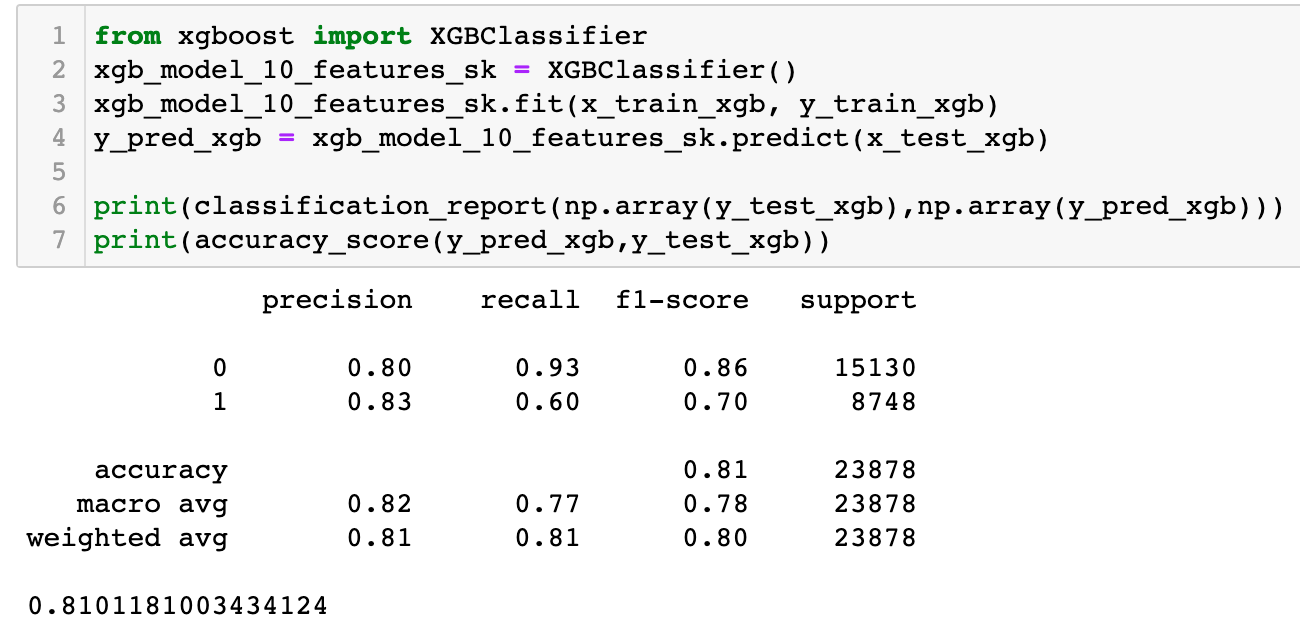 1 from xgboost import XGBClassifier
2 xgb_model_10_features_sk = XGBClassifier()
3 xgb_model_10_features_sk.fit(x_train_xgb, y_train_xgb)
4 y_pred_xgb = xgb_model_10_features_sk.predict(x_test_xgb)
5
6 print(classification_report(np.array(y_test_xgb),np.array(y_pred_xgb)))
7 print(accuracy_score(y_pred_xgb,y_test_xgb))
precision recall f1-score support
0 0.80 0.93 0.86 15130
1 0.83 0.60 0.70 8748
accuracy 0.81 23878
macro avg 0.82 0.77 0.78 23878
weighted avg 0.81 0.81 0.80 23878
0.8101181003434124